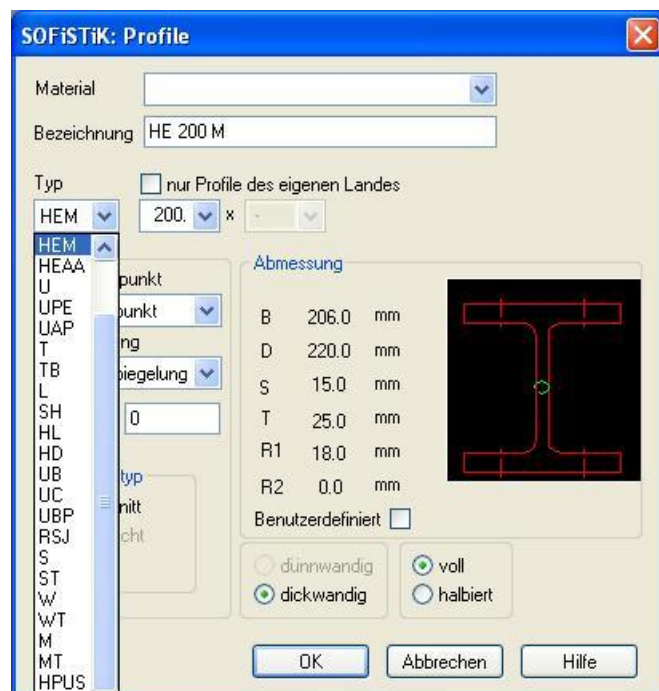 SOFiSTiK: Profile
Material
Bezeichnung HE 200 M
Typ nur Profile des eigenen Landes
HEM 200. x -
HEM
HEAA
U
UPE
UAP
T
TB
L
SH
HL
HD
UB
UC
UBP
RSJ
S
ST
W
WT
M
MT
HPUS
punkt
punkt
ng
piegelung
0
typ
nitt
cht
Abmessung
B 206.0 mm
D 220.0 mm
S 15.0 mm
T 25.0 mm
R1 18.0 mm
R2 0.0 mm
Benutzerdefiniert
dünnwandig
dickwandig
voll
halbiert
OK Abbrechen Hilfe